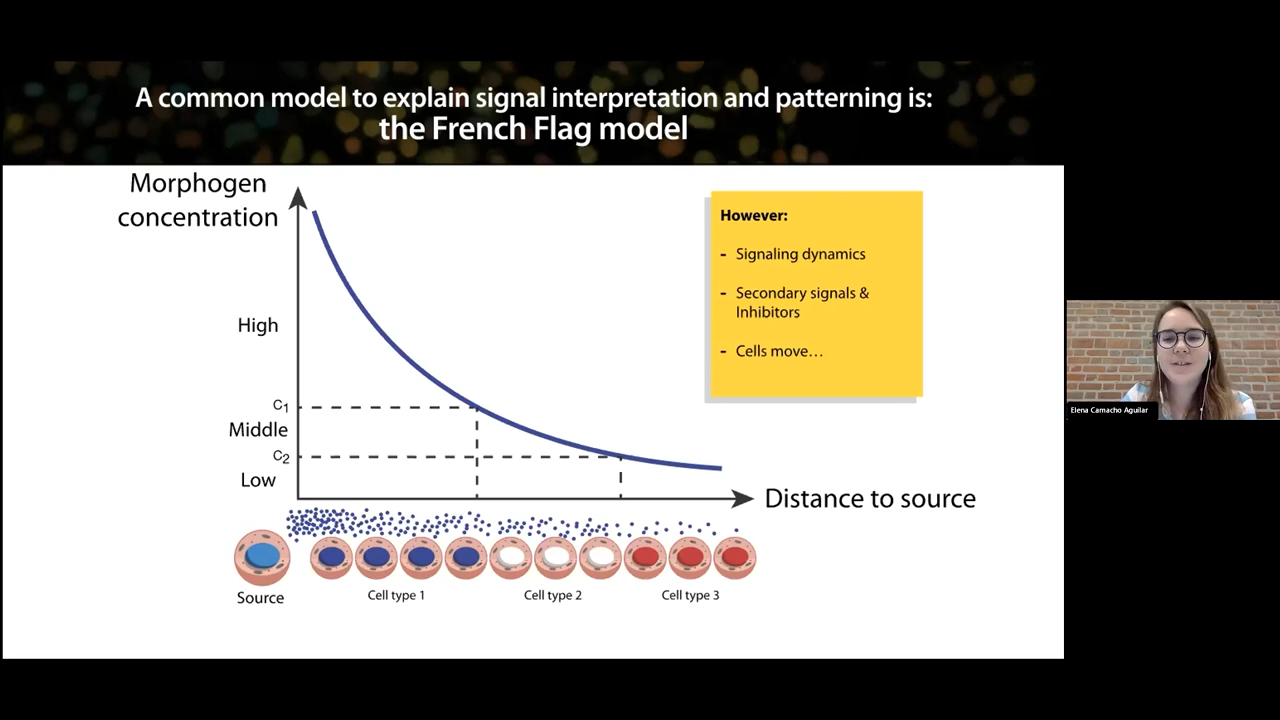 A common model to explain signal interpretation and patterning is:
the French Flag model
Morphogen
concentration
High
C1
Middle
C2
Low
Distance to source
However:
- Signaling dynamics
- Secondary signals &
Inhibitors
- Cells move…
Source
Cell type 1
Cell type 2
Cell type 3
Elena Camacho Aguilar